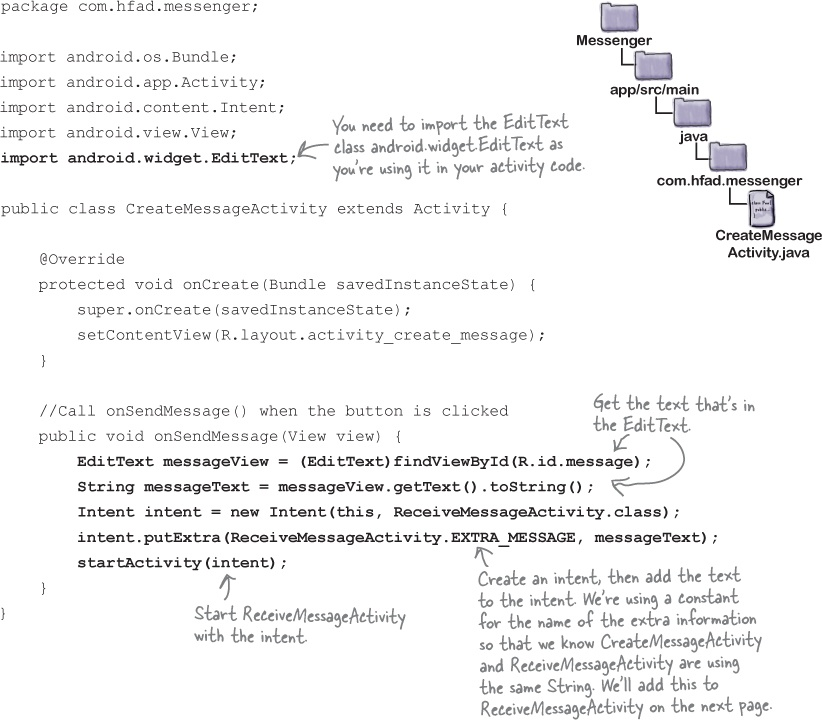 package com.hfad.messenger;
import android.os.Bundle;
import android.app.Activity;
import android.content.Intent;
import android.view.View;
import android.widget.EditText;
You need to import the EditText
class android.widget.EditText as
you're using it in your activity code.
Messenger
app/src/main
java
com.hfad.messenger
CreateMessage
Activity.java
public class CreateMessageActivity extends Activity {
@Override
protected void onCreate(Bundle savedInstanceState) {
super.onCreate(savedInstanceState);
setContentView(R.layout.activity_create_message);
}
//Call onSendMessage() when the button is clicked
public void onSendMessage(View view) {
Get the text that's in
the EditText.
EditText messageView = (EditText)findViewById(R.id.message);
String messageText = messageView.getText().toString();
Intent intent = new Intent(this, ReceiveMessageActivity.class);
intent.putExtra(ReceiveMessageActivity.EXTRA_MESSAGE, messageText);
startActivity(intent);
}
}
Start ReceiveMessageActivity
with the intent.
Create an intent, then add the text
to the intent. We're using a constant
for the name of the extra information
so that we know CreateMessageActivity
and ReceiveMessageActivity are using
the same String. We'll add this to
ReceiveMessageActivity on the next page.